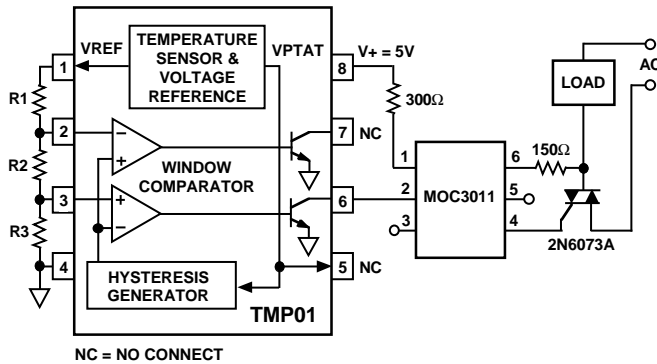 TEMPERATURE
SENSOR &
VOLTAGE
REFERENCE
VREF
VPTAT
1
R1
2
R2
3
R3
4
–
+
WINDOW
COMPARATOR
+
–
HYSTERESIS
GENERATOR
TMP01
8
V+ = 5V
7
NC
6
5
NC
300Ω
1
2
3
MOC3011
6
5
4
150Ω
LOAD
AC
2N6073A
NC = NO CONNECT